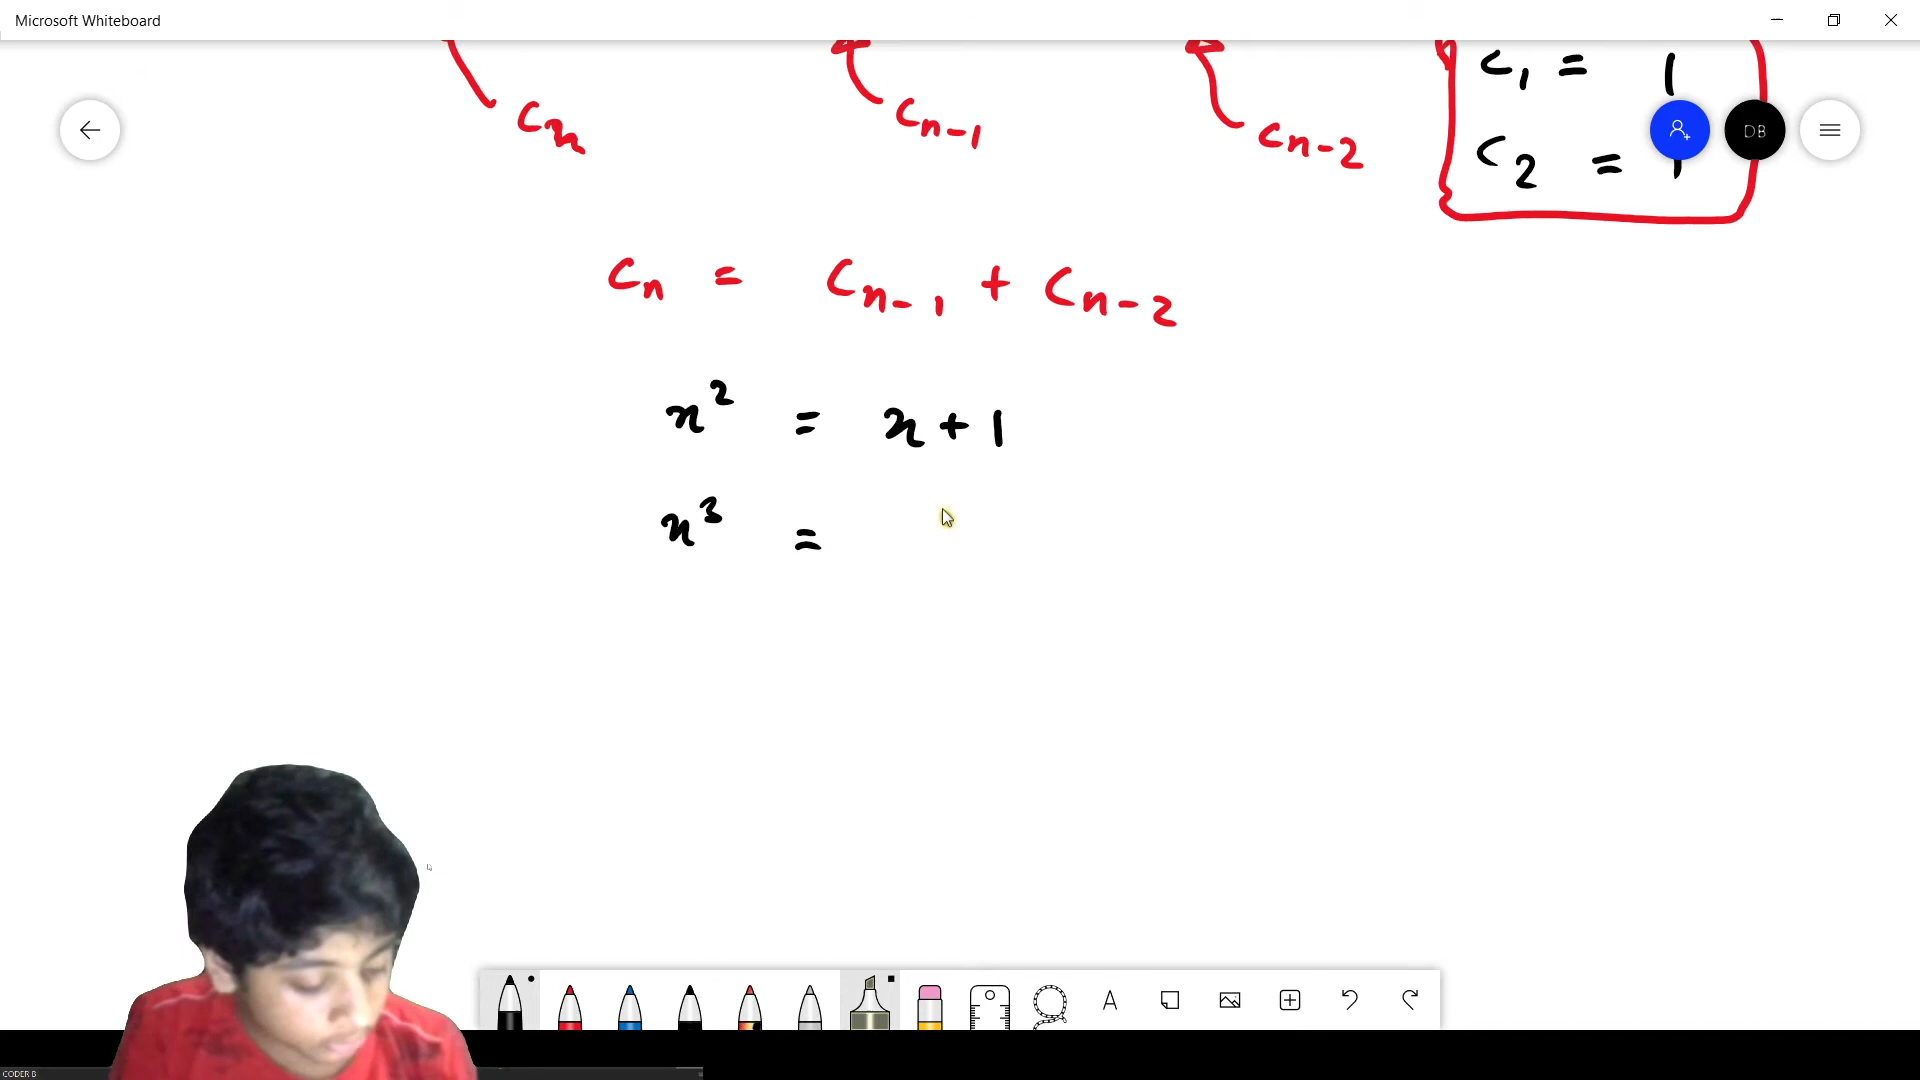 Microsoft Whiteboard
C₁ = 1
Cₙ
Cₙ₋₁
Cₙ₋₂
DB
C₂ = 1
Cₙ = Cₙ₋₁ + Cₙ₋₂
x² = x + 1
x³ =
A
CODER B